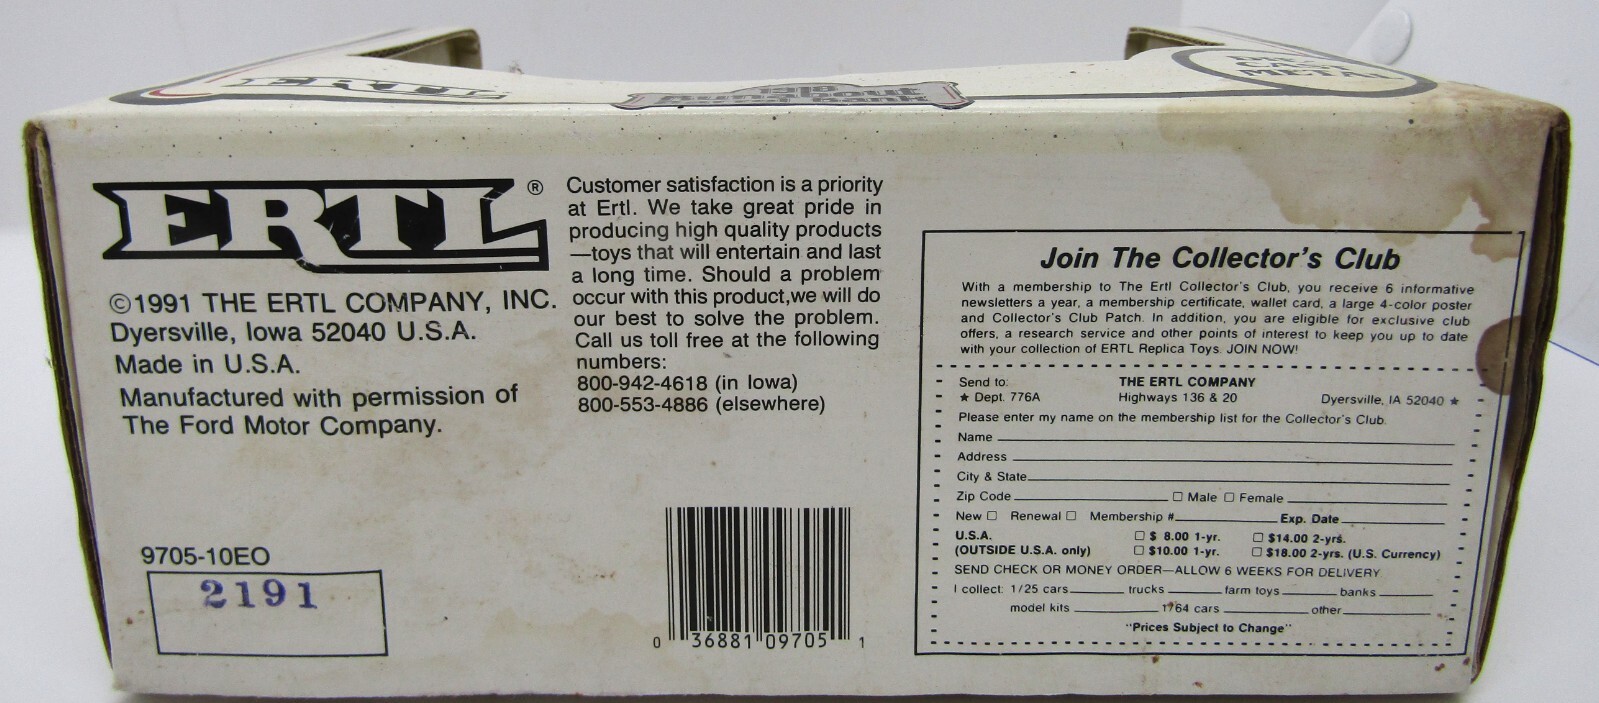 ERTL
1918
Runabout
Ford Bank
CAST
METAL
ERTL®
©1991 THE ERTL COMPANY, INC.
Dyersville, Iowa 52040 U.S.A.
Made in U.S.A.
Manufactured with permission of
The Ford Motor Company.
9705-10EO
2191
Customer satisfaction is a priority
at Ertl. We take great pride in
producing high quality products
—toys that will entertain and last
a long time. Should a problem
occur with this product,we will do
our best to solve the problem.
Call us toll free at the following
numbers:
800-942-4618 (in Iowa)
800-553-4886 (elsewhere)
0 36881 09705 1
Join The Collector's Club
With a membership to The Ertl Collector's Club, you receive 6 informative
newsletters a year, a membership certificate, wallet card, a large 4-color poster
and Collector's Club Patch. In addition, you are eligible for exclusive club
offers, a research service and other points of interest to keep you up to date
with your collection of ERTL Replica Toys. JOIN NOW!
Send to: THE ERTL COMPANY
★ Dept. 776A Highways 136 & 20 Dyersville, IA 52040 ★
Please enter my name on the membership list for the Collector's Club.
Name
Address
City & State
Zip Code □ Male □ Female
New □ Renewal □ Membership # Exp. Date
U.S.A. □ $ 8.00 1-yr. □ $14.00 2-yrs.
(OUTSIDE U.S.A. only) □ $10.00 1-yr. □ $18.00 2-yrs. (U.S. Currency)
SEND CHECK OR MONEY ORDER—ALLOW 6 WEEKS FOR DELIVERY
I collect: 1/25 cars trucks farm toys banks
model kits 1/64 cars other
"Prices Subject to Change"